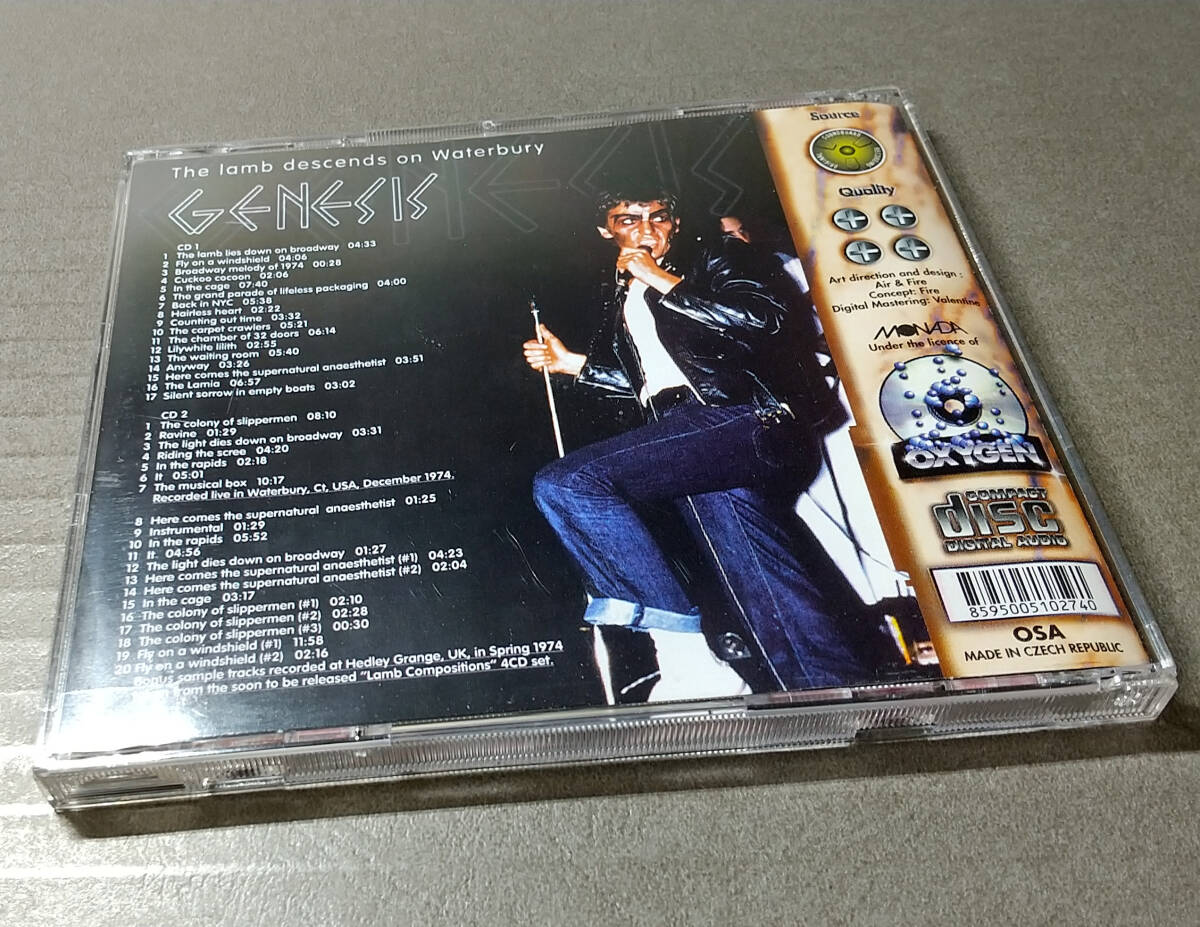 The lamb descends on Waterbury
GENESIS
CD 1
1 The lamb lies down on broadway 04:33
2 Fly on a windshield 04:06
3 Broadway melody of 1974 00:28
4 Cuckoo cocoon 02:06
5 In the cage 07:40
6 The grand parade of lifeless packaging 04:00
7 Back in NYC 05:38
8 Hairless heart 02:22
9 Counting out time 03:32
10 The carpet crawlers 05:21
11 The chamber of 32 doors 06:14
12 Lilywhite lilith 02:55
13 The waiting room 05:40
14 Anyway 03:26
15 Here comes the supernatural anaesthetist 03:51
16 The Lamia 06:57
17 Silent sorrow in empty boats 03:02
CD 2
1 The colony of slippermen 08:10
2 Ravine 01:29
3 The light dies down on broadway 03:31
4 Riding the scree 04:20
5 In the rapids 02:18
6 It 05:01
7 The musical box 10:17
Recorded live in Waterbury, Ct, USA, December 1974.
8 Here comes the supernatural anaesthetist 01:25
9 Instrumental 01:29
10 In the rapids 05:52
11 It 04:56
12 The light dies down on broadway 01:27
13 Here comes the supernatural anaesthetist (#1) 04:23
14 Here comes the supernatural anaesthetist (#2) 02:04
15 In the cage 03:17
16 The colony of slippermen (#1) 02:10
17 The colony of slippermen (#2) 02:28
18 The colony of slippermen (#3) 00:30
19 Fly on a windshield (#1) 11:58
20 Fly on a windshield (#2) 02:16
Bonus sample tracks recorded at Hedley Grange, UK, in Spring 1974
from the soon to be released "Lamb Compositions" 4CD set.
Source
SOUNDBOARD
Quality
Art direction and design :
Air & Fire
Concept: Fire
Digital Mastering: Valentine
MONADA
Under the licence of
OXYGEN
COMPACT
disc
DIGITAL AUDIO
8595005102740
OSA
MADE IN CZECH REPUBLIC